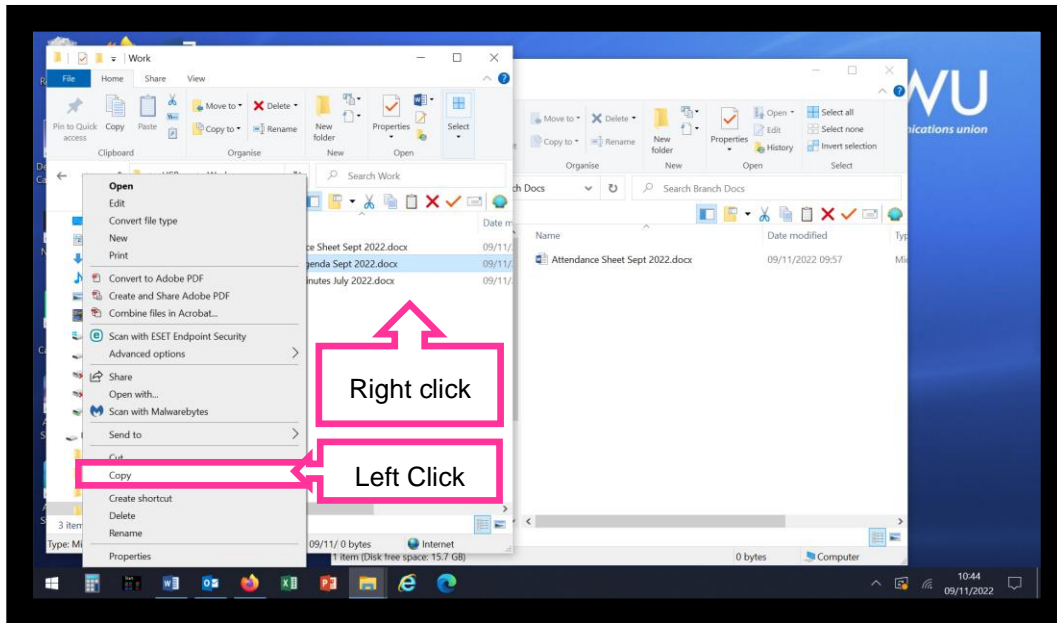 Work
File Home Share View
Pin to Quick access
Copy
Paste
Move to
Copy to
Delete
Rename
New folder
Properties
Select
Clipboard Organise New Open
Search Work
Date m
ce Sheet Sept 2022.docx 09/11/
genda Sept 2022.docx 09/11/
inutes July 2022.docx 09/11/
Open
Edit
Convert file type
New
Print
Convert to Adobe PDF
Create and Share Adobe PDF
Combine files in Acrobat...
Scan with ESET Endpoint Security
Advanced options
Share
Open with...
Scan with Malwarebytes
Send to
Cut
Copy
Create shortcut
Delete
Rename
Properties
Right click
Left Click
3 item
Type: Mi
09/11/ 0 bytes Internet
Move to
Copy to
Delete
Rename
New folder
Properties
Open
Edit
History
Select all
Select none
Invert selection
Organise New Open Select
ch Docs
Search Branch Docs
Name Date modified Typ
Attendance Sheet Sept 2022.docx 09/11/2022 09:57 Mi
1 item (Disk free space: 15.7 GB) 0 bytes Computer
WU
nications union
10:44
09/11/2022